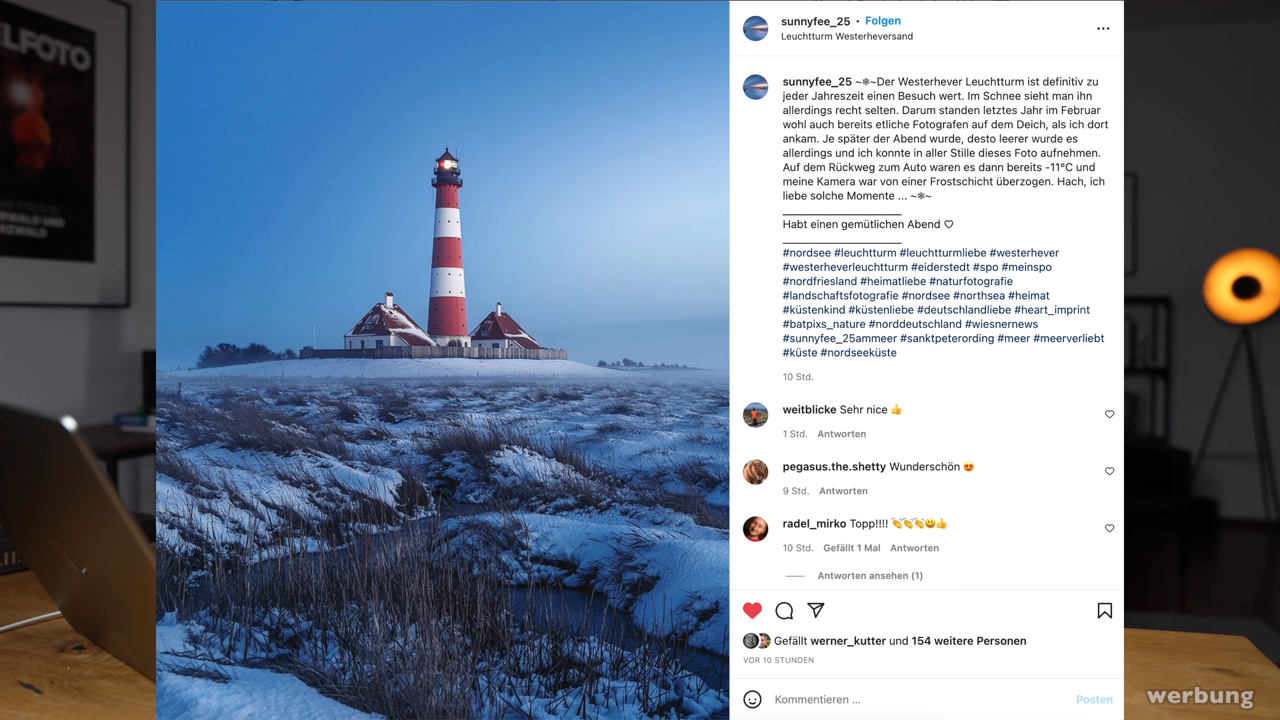 ELFOTO
sunnyfee_25 • Folgen
Leuchtturm Westerheversand
sunnyfee_25 ~❄~Der Westerhever Leuchtturm ist definitiv zu
jeder Jahreszeit einen Besuch wert. Im Schnee sieht man ihn
allerdings recht selten. Darum standen letztes Jahr im Februar
wohl auch bereits etliche Fotografen auf dem Deich, als ich dort
ankam. Je später der Abend wurde, desto leerer wurde es
allerdings und ich konnte in aller Stille dieses Foto aufnehmen.
Auf dem Rückweg zum Auto waren es dann bereits -11°C und
meine Kamera war von einer Frostschicht überzogen. Hach, ich
liebe solche Momente ... ~❄~
Habt einen gemütlichen Abend ♡
#nordsee #leuchtturm #leuchtturmliebe #westerhever
#westerheverleuchtturm #eiderstedt #spo #meinspo
#nordfriesland #heimatliebe #naturfotografie
#landschaftsfotografie #nordsee #northsea #heimat
#küstenkind #küstenliebe #deutschlandliebe #heart_imprint
#batpixs_nature #norddeutschland #wiesnernews
#sunnyfee_25ammeer #sanktpeterording #meer #meerverliebt
#küste #nordseeküste
10 Std.
weitblicke Sehr nice 👍
1 Std. Antworten
pegasus.the.shetty Wunderschön 😍
9 Std. Antworten
radel_mirko Topp!!!! 👏👏👏😃👍
10 Std. Gefällt 1 Mal Antworten
Antworten ansehen (1)
Gefällt werner_kutter und 154 weitere Personen
VOR 10 STUNDEN
Kommentieren ...
Posten
werbung